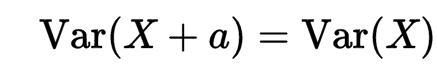 Var(X + a) = Var(X)